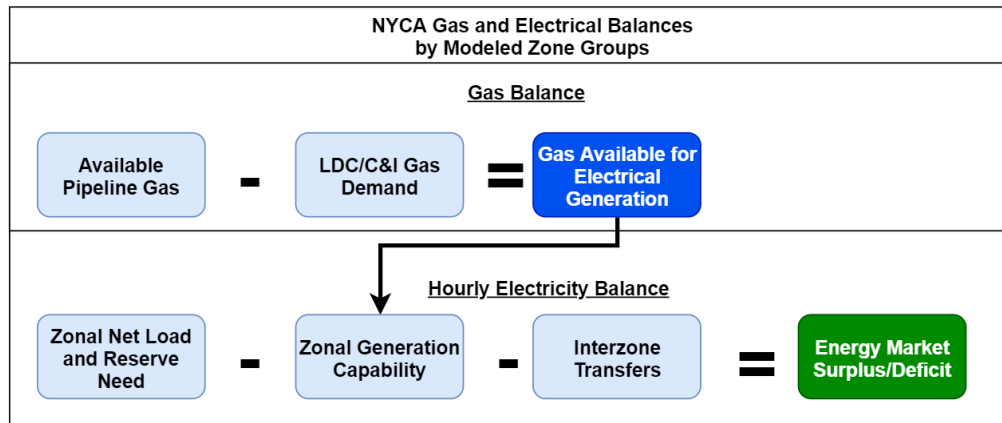 NYCA Gas and Electrical Balances
by Modeled Zone Groups
Gas Balance
Available
Pipeline Gas
-
LDC/C&I Gas
Demand
=
Gas Available for
Electrical
Generation
Hourly Electricity Balance
Zonal Net Load
and Reserve
Need
-
Zonal Generation
Capability
-
Interzone
Transfers
=
Energy Market
Surplus/Deficit